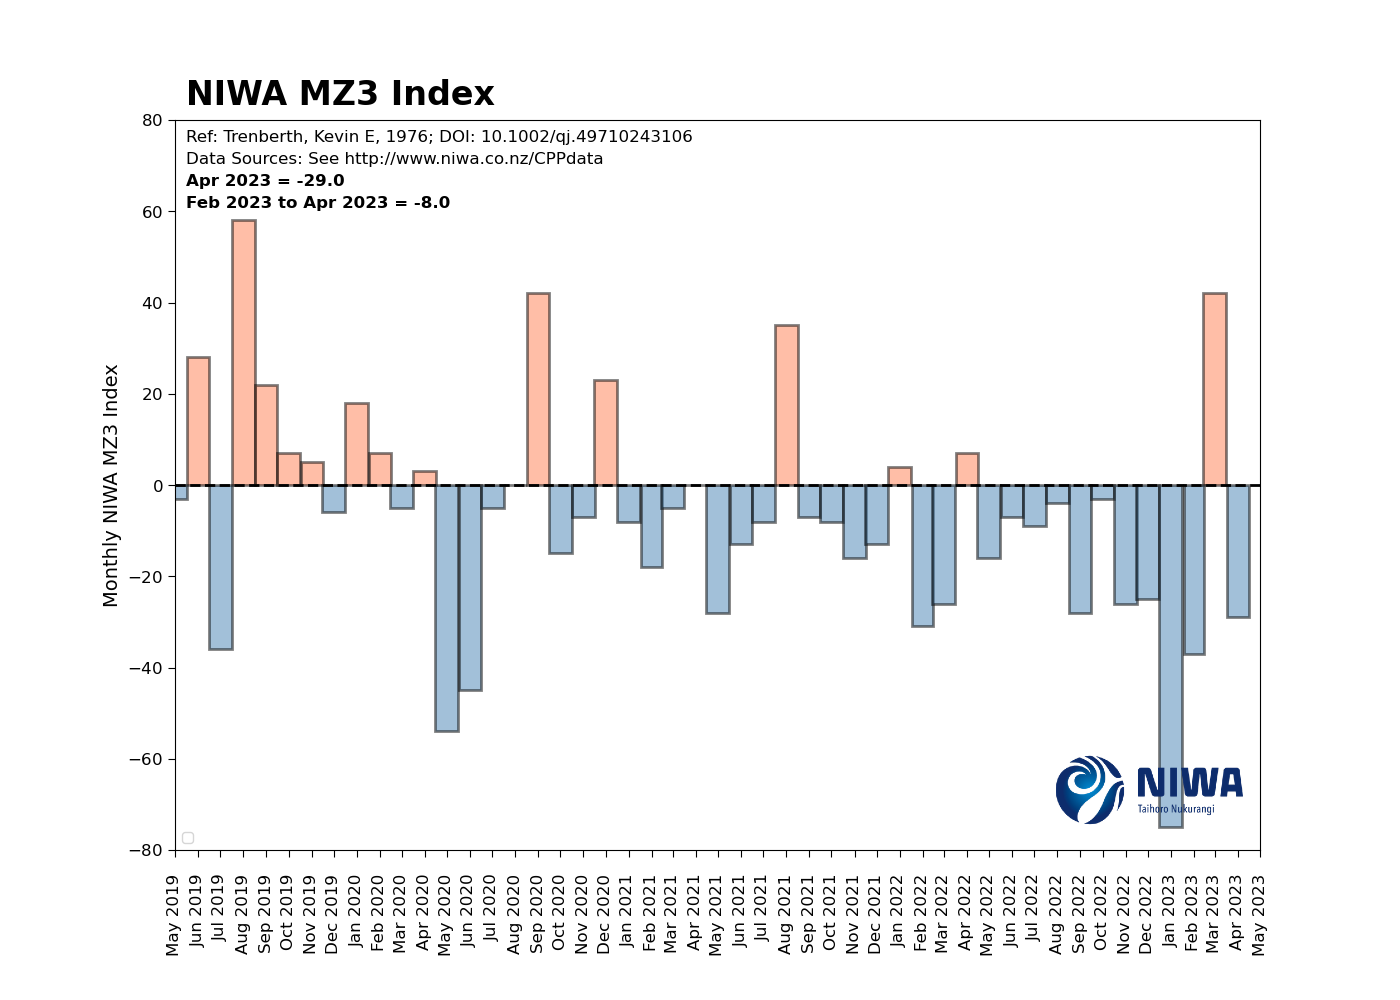 NIWA MZ3 Index
Ref: Trenberth, Kevin E, 1976; DOI: 10.1002/qj.49710243106
Data Sources: See http://www.niwa.co.nz/CPPdata
Apr 2023 = -29.0
Feb 2023 to Apr 2023 = -8.0
Monthly NIWA MZ3 Index
80
60
40
20
0
−20
−40
−60
−80
NIWA
Taihoro Nukurangi
May 2019
Jun 2019
Jul 2019
Aug 2019
Sep 2019
Oct 2019
Nov 2019
Dec 2019
Jan 2020
Feb 2020
Mar 2020
Apr 2020
May 2020
Jun 2020
Jul 2020
Aug 2020
Sep 2020
Oct 2020
Nov 2020
Dec 2020
Jan 2021
Feb 2021
Mar 2021
Apr 2021
May 2021
Jun 2021
Jul 2021
Aug 2021
Sep 2021
Oct 2021
Nov 2021
Dec 2021
Jan 2022
Feb 2022
Mar 2022
Apr 2022
May 2022
Jun 2022
Jul 2022
Aug 2022
Sep 2022
Oct 2022
Nov 2022
Dec 2022
Jan 2023
Feb 2023
Mar 2023
Apr 2023
May 2023